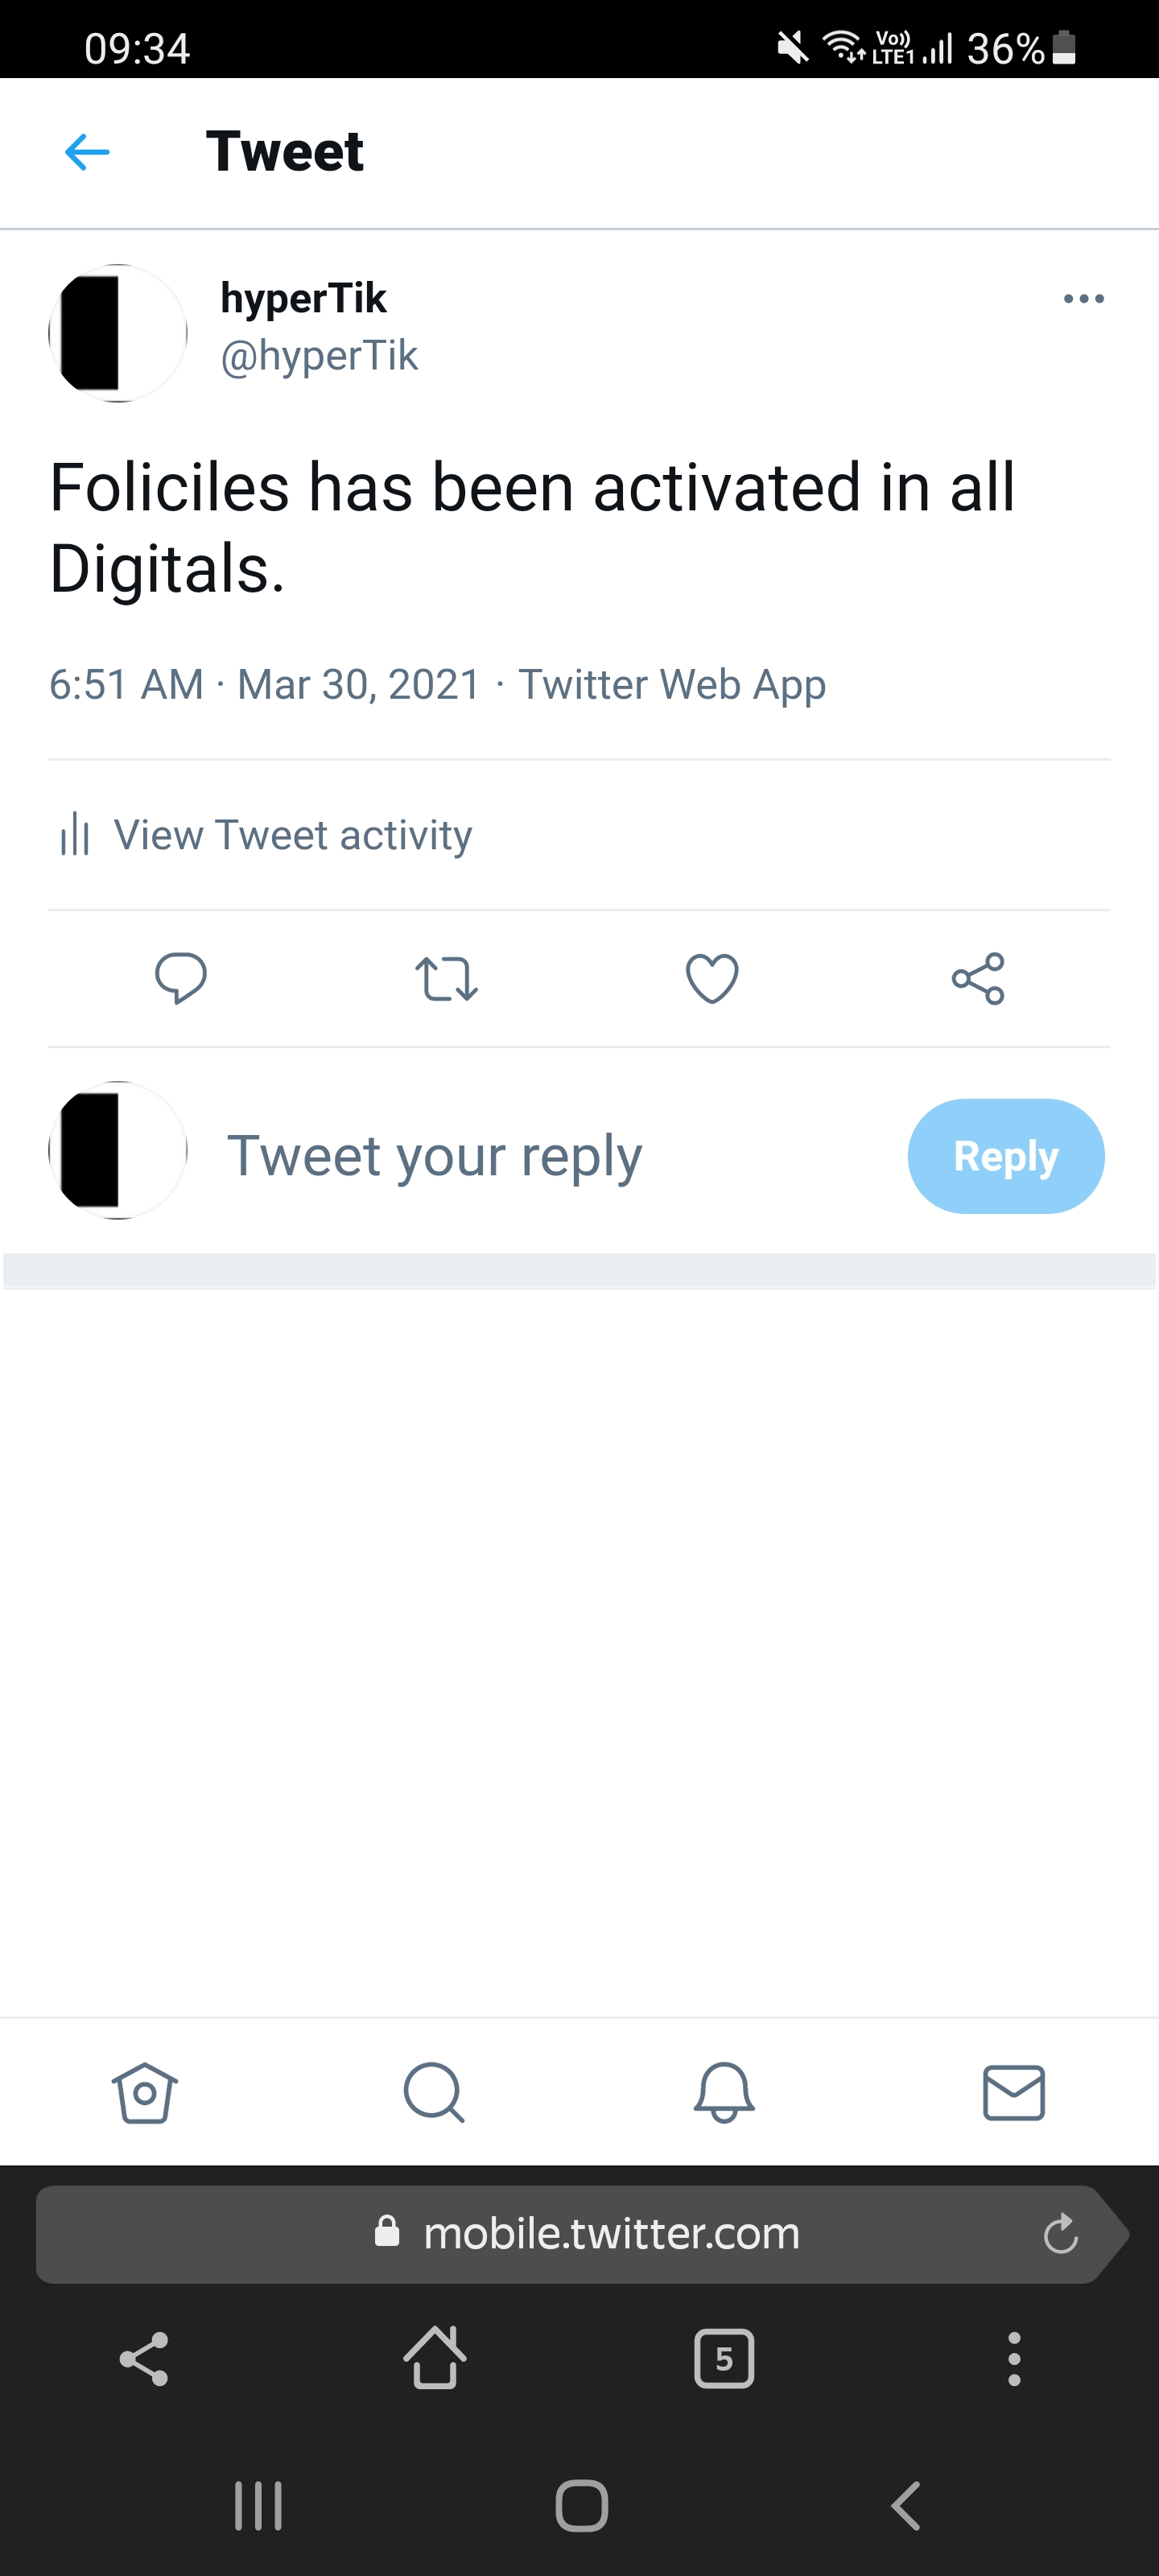 09:34 Vo)) LTE1 36%
Tweet
hyperTik
@hyperTik
Foliciles has been activated in all
Digitals.
6:51 AM · Mar 30, 2021 · Twitter Web App
View Tweet activity
Tweet your reply Reply
mobile.twitter.com
5